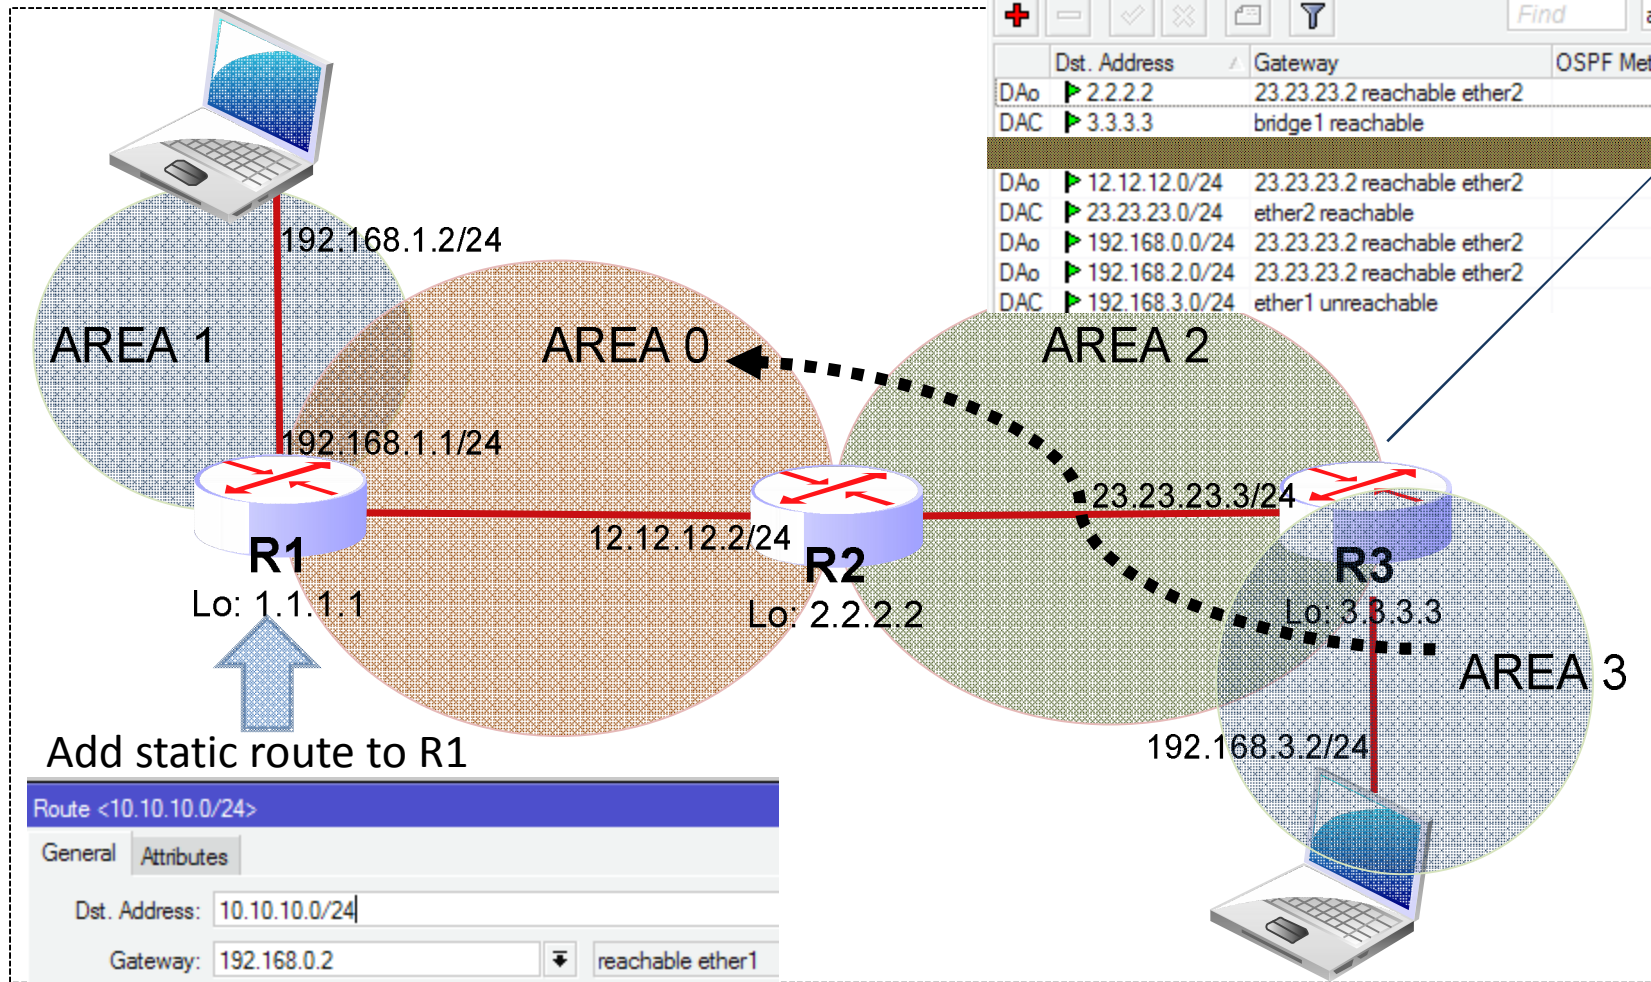 Find
Dst. Address Gateway OSPF Met
DAo 2.2.2.2 23.23.23.2 reachable ether2
DAC 3.3.3.3 bridge1 reachable
DAo 12.12.12.0/24 23.23.23.2 reachable ether2
DAC 23.23.23.0/24 ether2 reachable
DAo 192.168.0.0/24 23.23.23.2 reachable ether2
DAo 192.168.2.0/24 23.23.23.2 reachable ether2
DAC 192.168.3.0/24 ether1 unreachable
192.168.1.2/24
AREA 1
AREA 0
AREA 2
192.168.1.1/24
23.23.23.3/24
12.12.12.2/24
R1
R2
R3
Lo: 1.1.1.1
Lo: 2.2.2.2
Lo: 3.3.3.3
AREA 3
192.168.3.2/24
Add static route to R1
Route <10.10.10.0/24>
General Attributes
Dst. Address: 10.10.10.0/24
Gateway: 192.168.0.2 reachable ether1